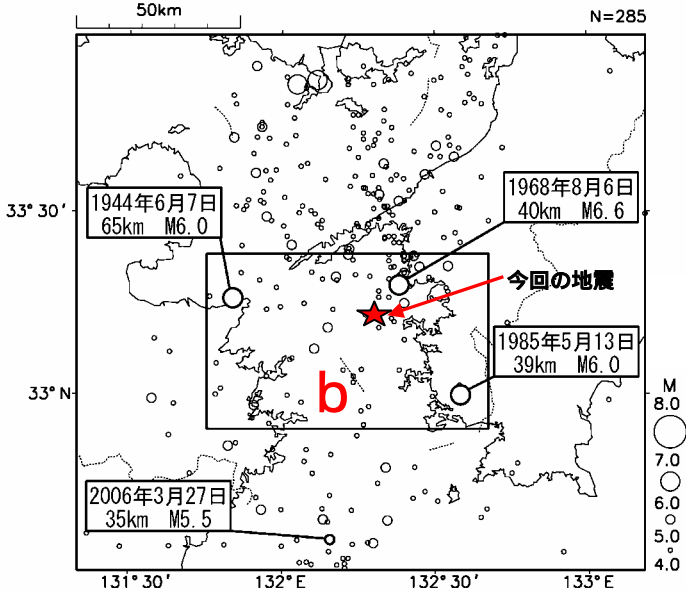 50km
N=285
1944年6月7日
65km M6.0
1968年8月6日
40km M6.6
33° 30′
今回の地震
1985年5月13日
39km M6.0
33° N
b
M
8.0
7.0
6.0
5.0
4.0
2006年3月27日
35km M5.5
131° 30′
132° E
132° 30′
133° E